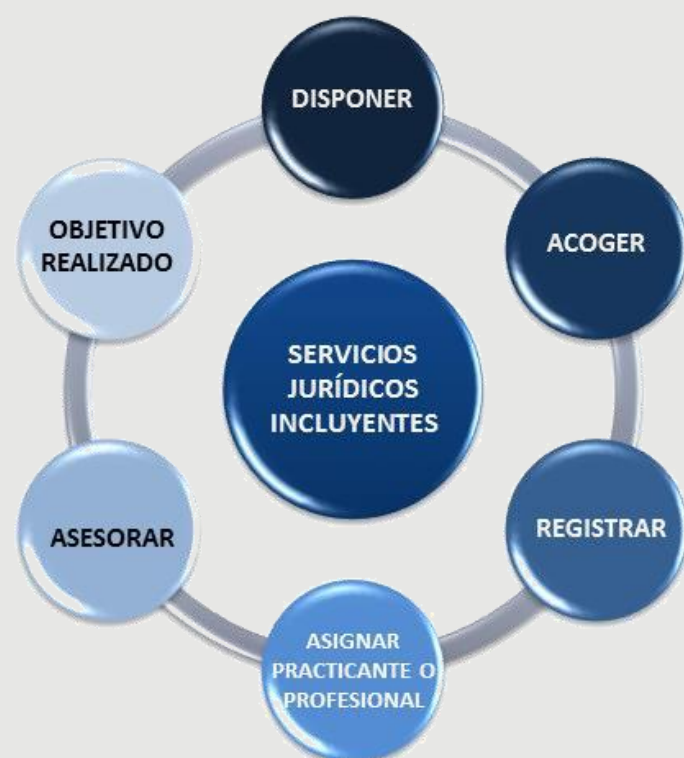 DISPONER
ACOGER
REGISTRAR
ASIGNAR
PRACTICANTE O
PROFESIONAL
ASESORAR
OBJETIVO
REALIZADO
SERVICIOS
JURÍDICOS
INCLUYENTES